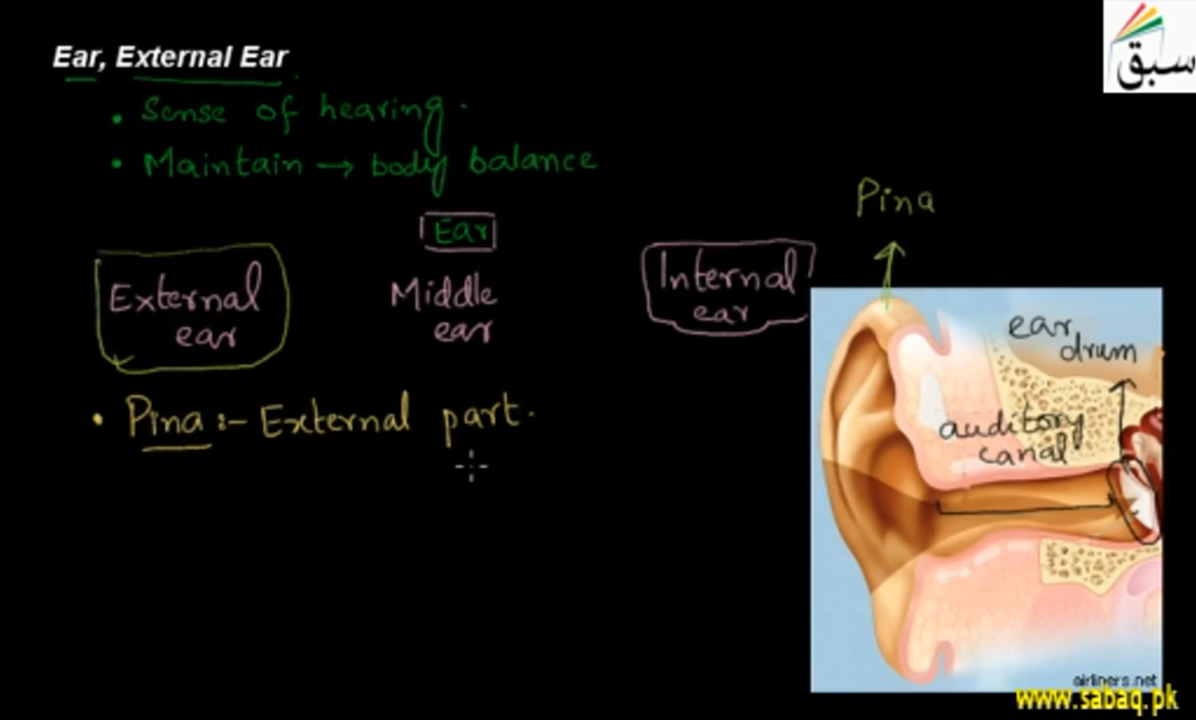 Ear, External Ear
سبق
• Sense of hearing.
• Maintain → body balance
Pina
Ear
External
ear
Middle
ear
Internal
ear
ear
drum
• Pina :- External part.
auditory
canal
airliners.net
www.sabaq.pk